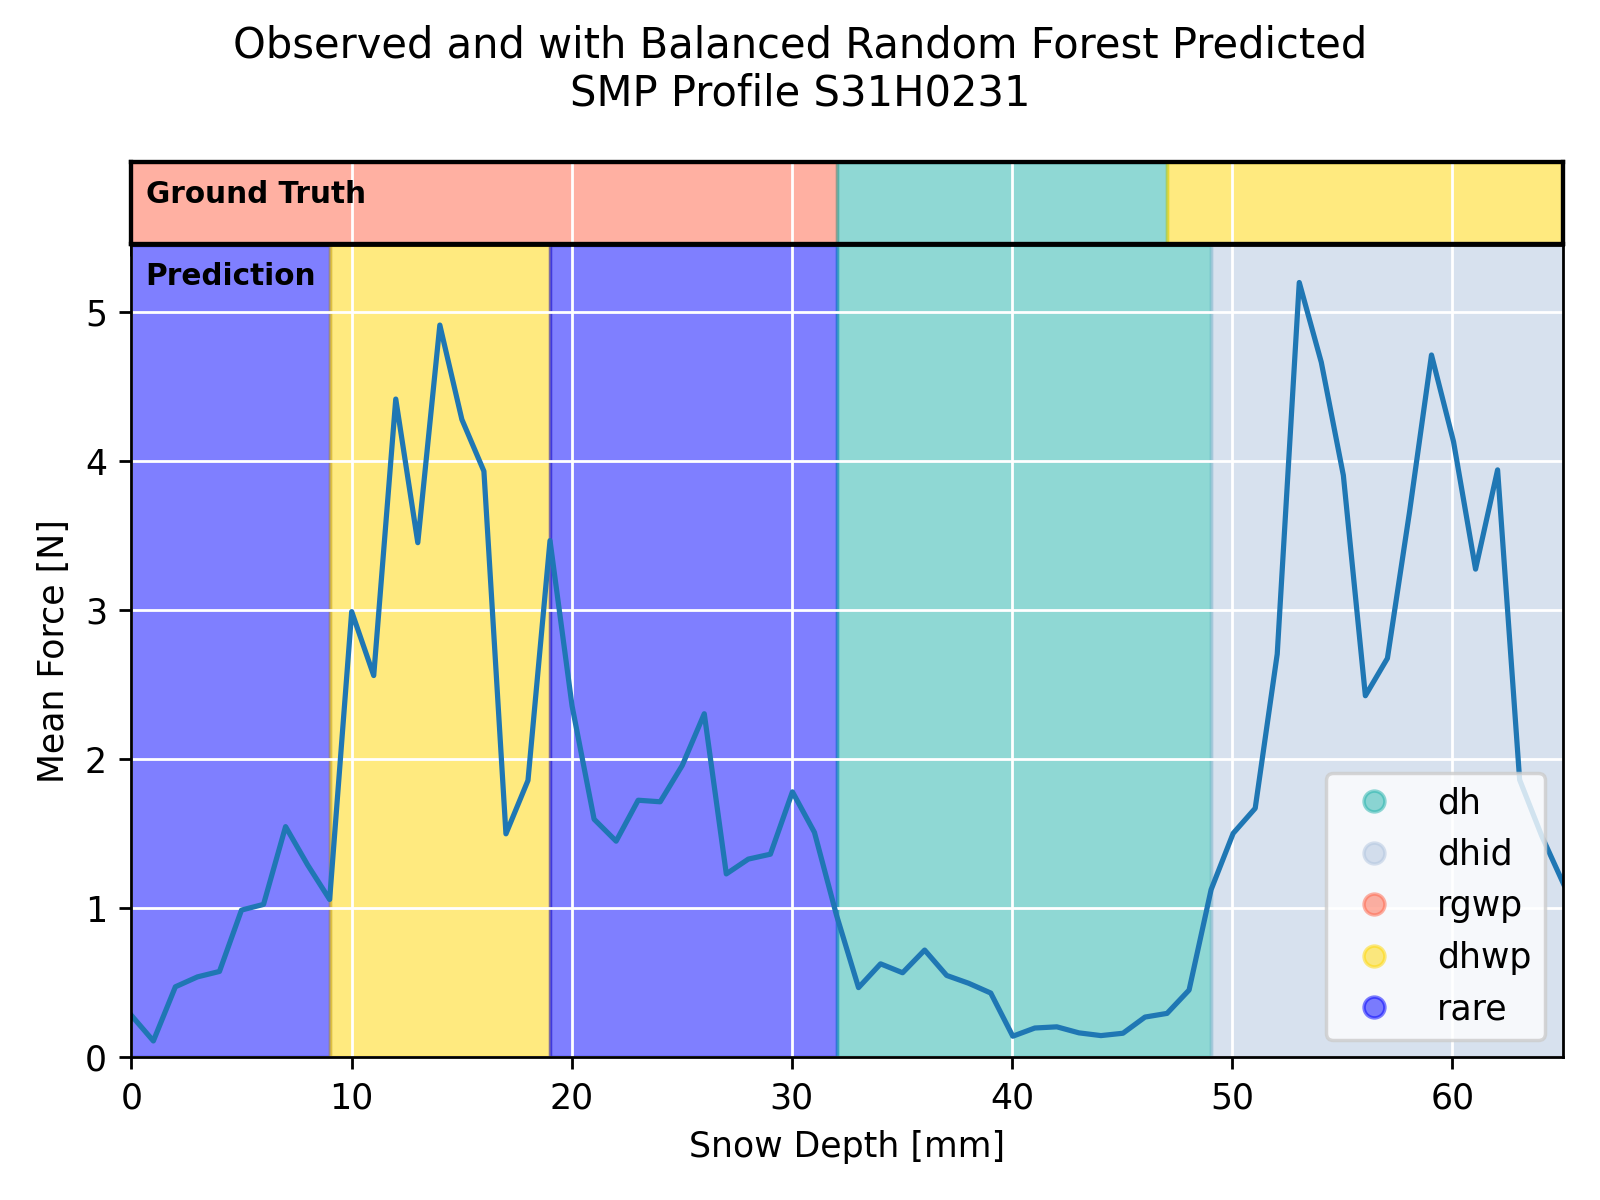 Observed and with Balanced Random Forest Predicted
SMP Profile S31H0231
Ground Truth
Prediction
5
4
3
2
1
0
Mean Force [N]
0 10 20 30 40 50 60
Snow Depth [mm]
dh
dhid
rgwp
dhwp
rare